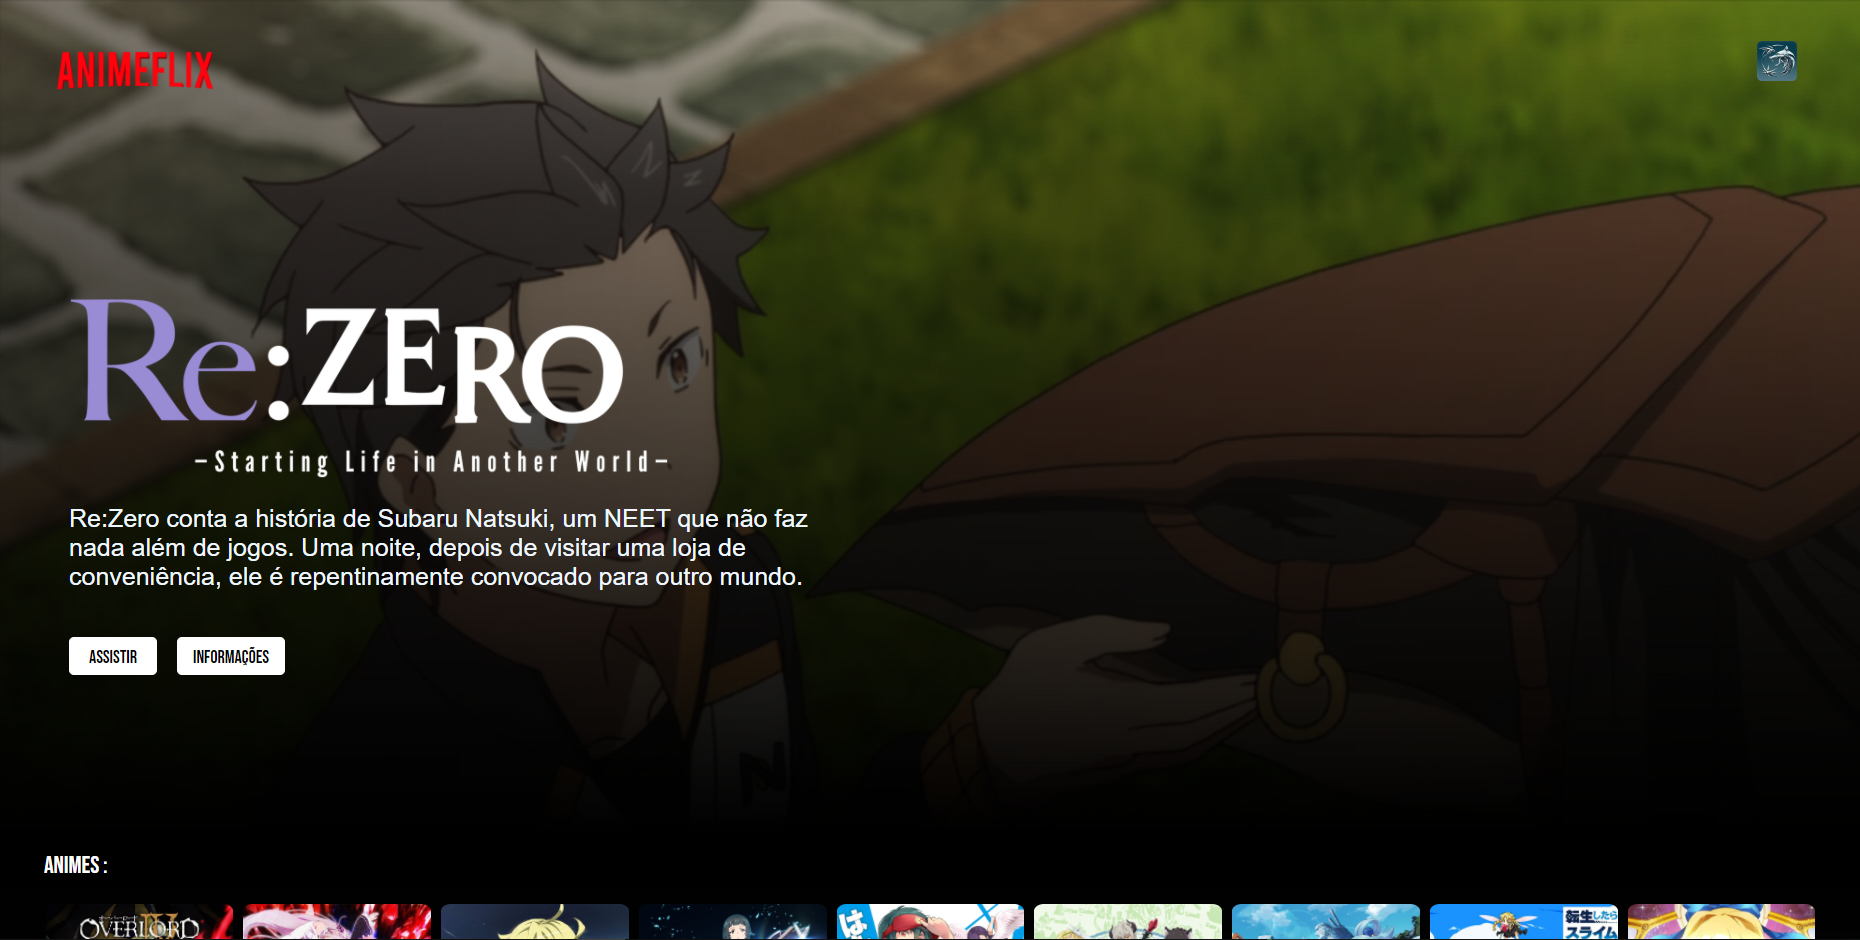 ANIMEFLIX
Re:ZERO
-Starting Life in Another World-
Re:Zero conta a história de Subaru Natsuki, um NEET que não faz
nada além de jogos. Uma noite, depois de visitar uma loja de
conveniência, ele é repentinamente convocado para outro mundo.
ASSISTIR
INFORMAÇÕES
ANIMES :
OVERLORD IV
は
転生したら
スライム